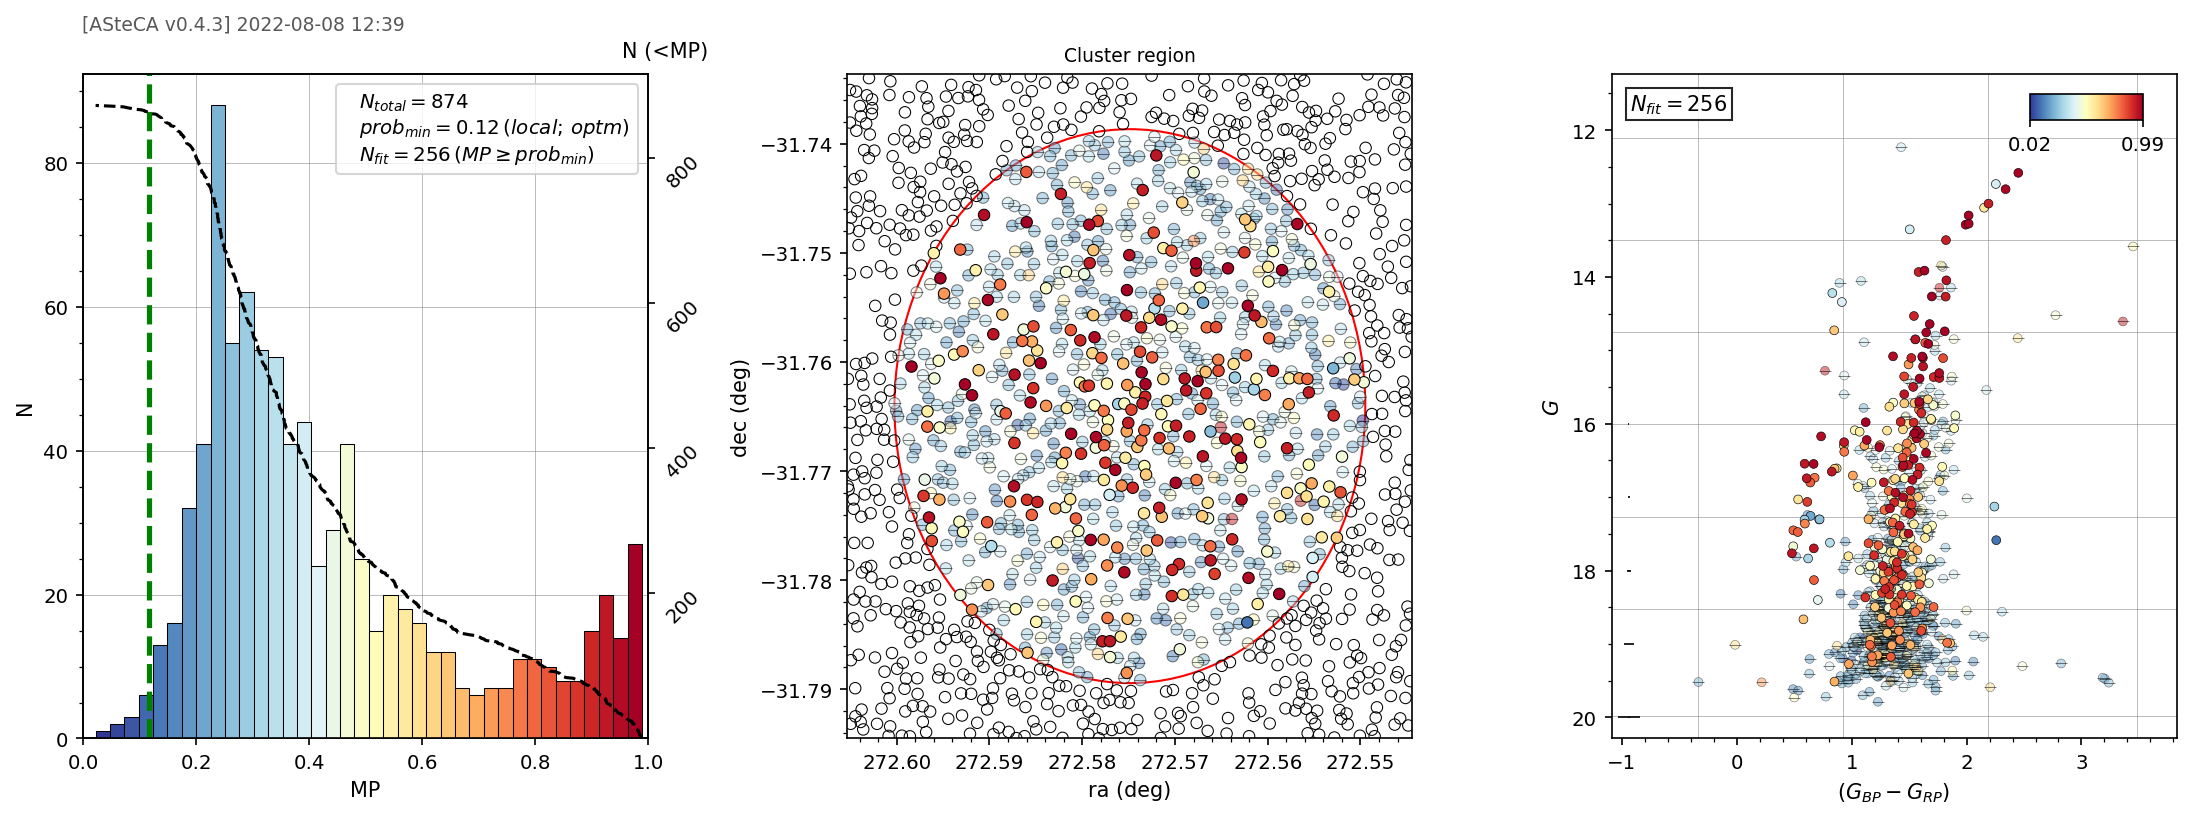 [ASteCA v0.4.3] 2022-08-08 12:39
N (<MP)
N_total = 874
prob_min = 0.12 (local; optm)
N_fit = 256 (MP ≥ prob_min)
80
60
40
20
0
N
800
600
400
200
0.0 0.2 0.4 0.6 0.8 1.0
MP
Cluster region
−31.74
−31.75
−31.76
−31.77
−31.78
−31.79
dec (deg)
272.60 272.59 272.58 272.57 272.56 272.55
ra (deg)
N_fit = 256
0.02 0.99
12
14
16
18
20
G
−1 0 1 2 3
(G_BP − G_RP)